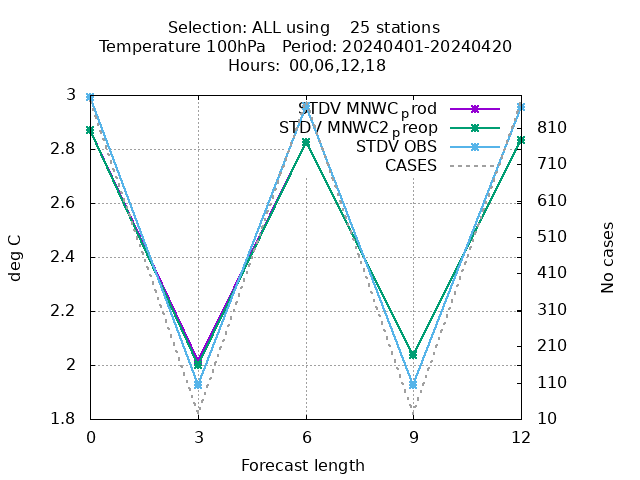 Selection: ALL using    25 stations
Temperature 100hPa   Period: 20240401-20240420
Hours: 00,06,12,18
STDV MNWC_prod
STDV MNWC2_preop
STDV OBS
CASES
3
2.8
2.6
2.4
2.2
2
1.8
deg C
810
710
610
510
410
310
210
110
10
No cases
0 3 6 9 12
Forecast length